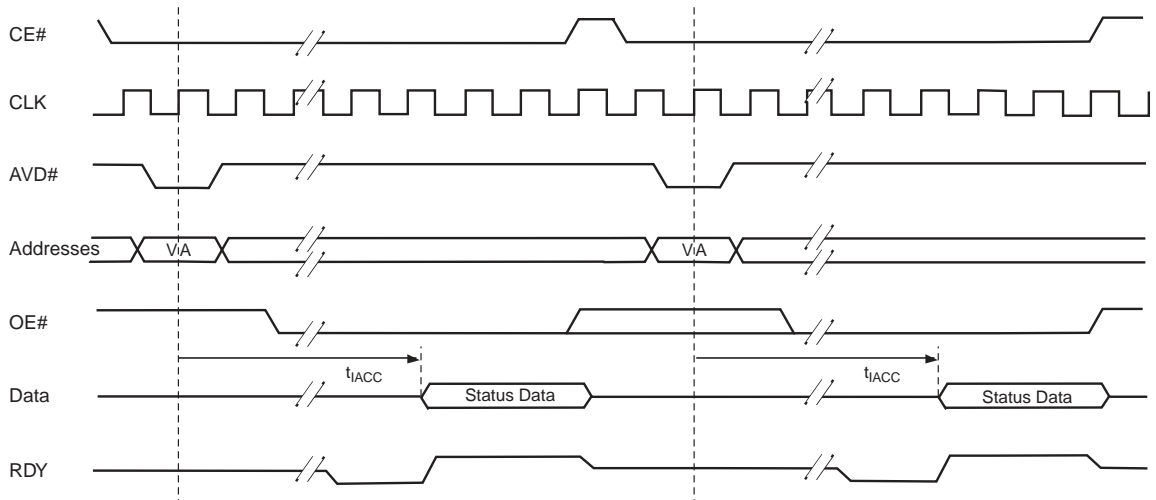 CE#
CLK
AVD#
Addresses
VA
VA
OE#
tIACC
tIACC
Data
Status Data
Status Data
RDY